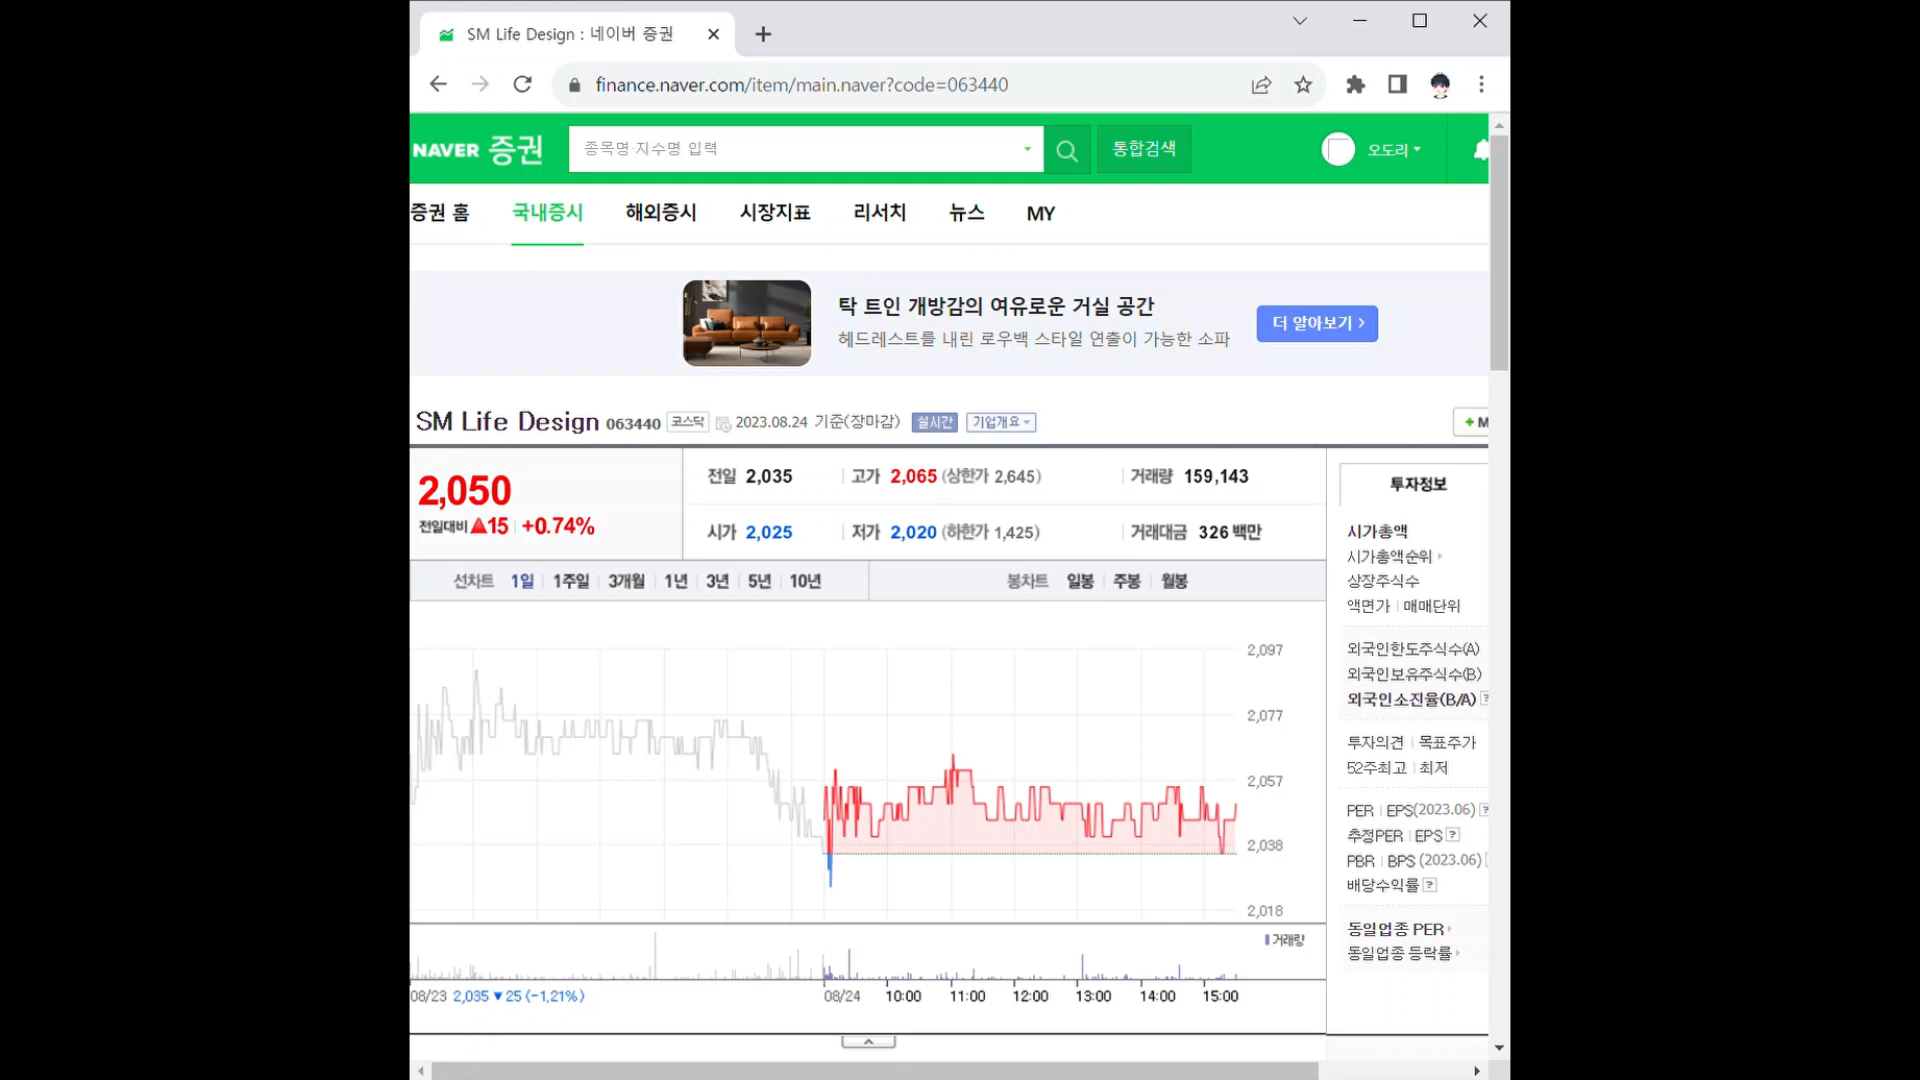 SM Life Design : 네이버 증권
finance.naver.com/item/main.naver?code=063440
NAVER 증권
종목명·지수명 입력
통합검색
오도리
증권 홈 국내증시 해외증시 시장지표 리서치 뉴스 MY
탁 트인 개방감의 여유로운 거실 공간
헤드레스트를 내린 로우백 스타일 연출이 가능한 소파
더 알아보기 >
SM Life Design 063440 코스닥 2023.08.24 기준(장마감) 실시간 기업개요
+ M
2,050
전일대비 ▲15 +0.74%
전일 2,035 고가 2,065 (상한가 2,645) 거래량 159,143
시가 2,025 저가 2,020 (하한가 1,425) 거래대금 326 백만
선차트 1일 1주일 3개월 1년 3년 5년 10년 봉차트 일봉 주봉 월봉
2,097
2,077
2,057
2,038
2,018
거래량
08/23 2,035 ▼ 25 (-1,21%) 08/24 10:00 11:00 12:00 13:00 14:00 15:00
투자정보
시가총액
시가총액순위
상장주식수
액면가 | 매매단위
외국인한도주식수(A)
외국인보유주식수(B)
외국인소진율(B/A) ?
투자의견 | 목표주가
52주최고 | 최저
PER | EPS(2023.06) ?
추정PER | EPS ?
PBR | BPS (2023.06)
배당수익률 ?
동일업종 PER
동일업종 등락률